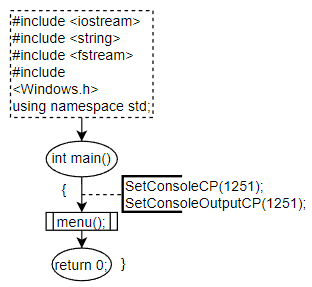 #include <iostream>
#include <string>
#include <fstream>
#include
<Windows.h>
using namespace std;
int main()
{
SetConsoleCP(1251);
SetConsoleOutputCP(1251);
menu();
return 0;
}